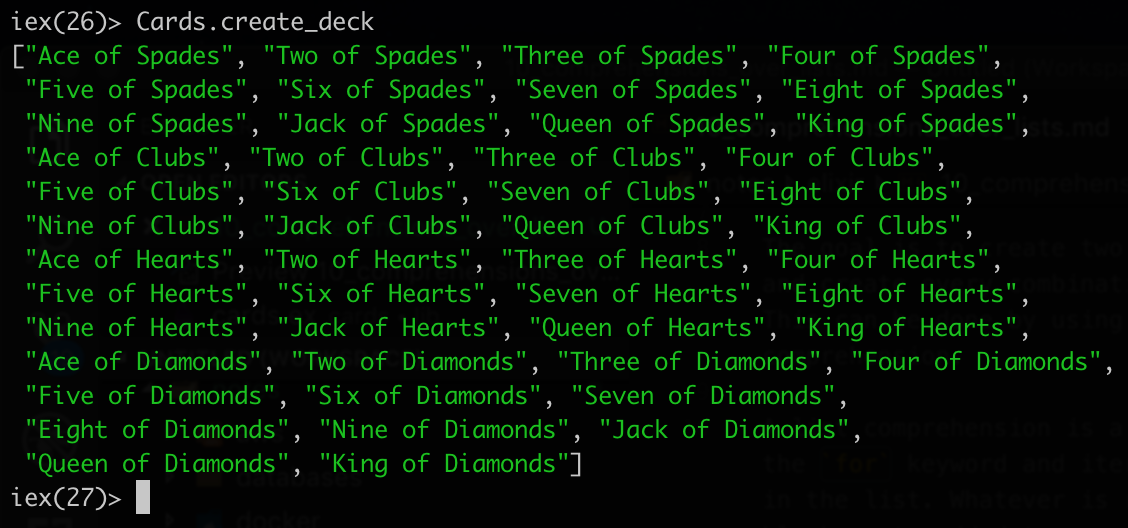 iex(26)> Cards.create_deck
["Ace of Spades", "Two of Spades", "Three of Spades", "Four of Spades",
"Five of Spades", "Six of Spades", "Seven of Spades", "Eight of Spades",
"Nine of Spades", "Jack of Spades", "Queen of Spades", "King of Spades",
"Ace of Clubs", "Two of Clubs", "Three of Clubs", "Four of Clubs",
"Five of Clubs", "Six of Clubs", "Seven of Clubs", "Eight of Clubs",
"Nine of Clubs", "Jack of Clubs", "Queen of Clubs", "King of Clubs",
"Ace of Hearts", "Two of Hearts", "Three of Hearts", "Four of Hearts",
"Five of Hearts", "Six of Hearts", "Seven of Hearts", "Eight of Hearts",
"Nine of Hearts", "Jack of Hearts", "Queen of Hearts", "King of Hearts",
"Ace of Diamonds", "Two of Diamonds", "Three of Diamonds", "Four of Diamonds",
"Five of Diamonds", "Six of Diamonds", "Seven of Diamonds",
"Eight of Diamonds", "Nine of Diamonds", "Jack of Diamonds",
"Queen of Diamonds", "King of Diamonds"]
iex(27)>